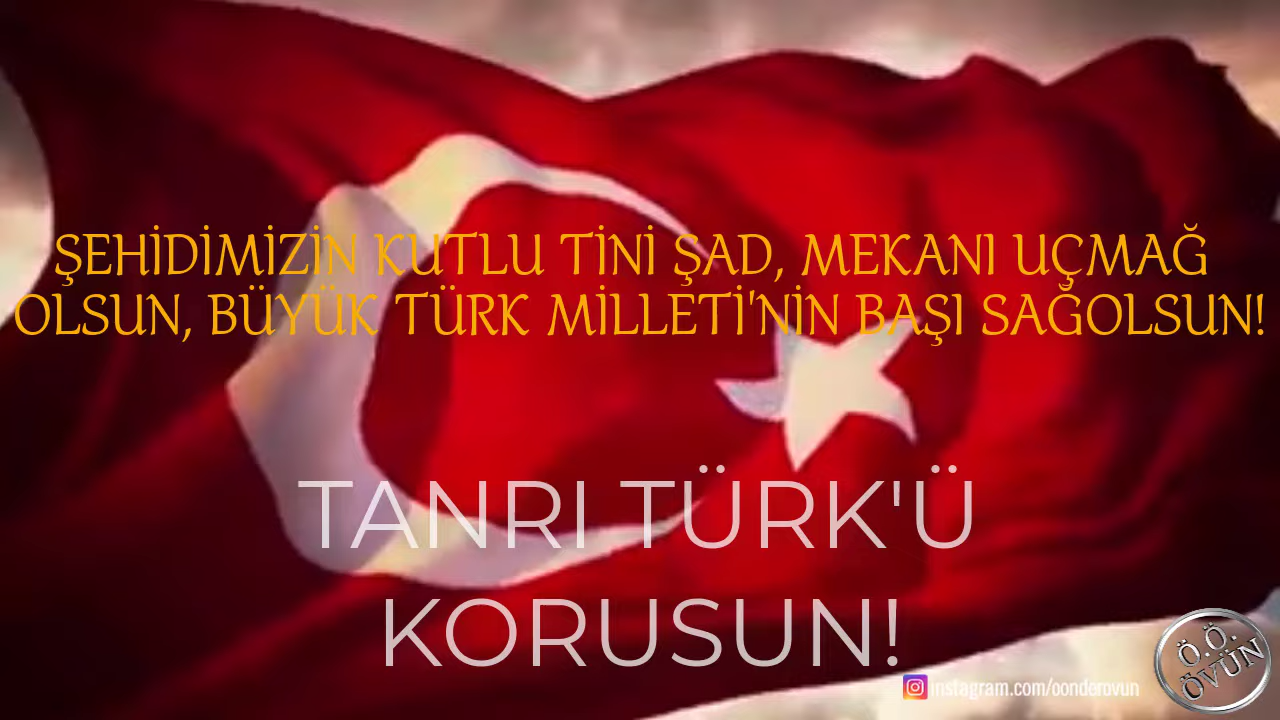 ŞEHİDİMİZİN KUTLU TİNİ ŞAD, MEKANI UÇMAĞ
OLSUN, BÜYÜK TÜRK MİLLETİ'NİN BAŞI SAĞOLSUN!
TANRI TÜRK'Ü
KORUSUN!
instagram.com/oonderovun
Ö.Ö.
ÖVÜN